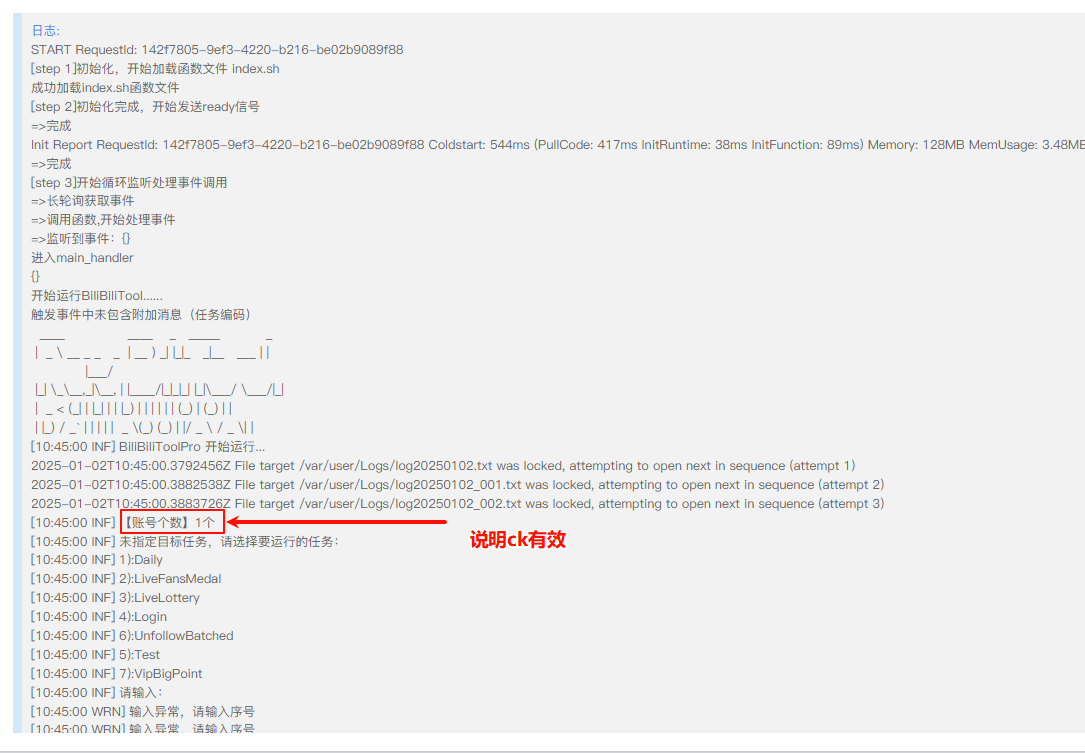 日志:
START RequestId: 142f7805-9ef3-4220-b216-be02b9089f88
[step 1]初始化，开始加载函数文件 index.sh
成功加载index.sh函数文件
[step 2]初始化完成，开始发送ready信号
=>完成
Init Report RequestId: 142f7805-9ef3-4220-b216-be02b9089f88 Coldstart: 544ms (PullCode: 417ms InitRuntime: 38ms InitFunction: 89ms) Memory: 128MB MemUsage: 3.48MB
=>完成
[step 3]开始循环监听处理事件调用
=>长轮询获取事件
=>调用函数,开始处理事件
=>监听到事件：{}
进入main_handler
{}
开始运行BiliBiliTool......
触发事件中未包含附加消息（任务编码）
[10:45:00 INF] BiliBiliToolPro 开始运行...
2025-01-02T10:45:00.3792456Z File target /var/user/Logs/log20250102.txt was locked, attempting to open next in sequence (attempt 1)
2025-01-02T10:45:00.3882538Z File target /var/user/Logs/log20250102_001.txt was locked, attempting to open next in sequence (attempt 2)
2025-01-02T10:45:00.3883726Z File target /var/user/Logs/log20250102_002.txt was locked, attempting to open next in sequence (attempt 3)
[10:45:00 INF] 【账号个数】1个
说明ck有效
[10:45:00 INF] 未指定目标任务，请选择要运行的任务：
[10:45:00 INF] 1):Daily
[10:45:00 INF] 2):LiveFansMedal
[10:45:00 INF] 3):LiveLottery
[10:45:00 INF] 4):Login
[10:45:00 INF] 6):UnfollowBatched
[10:45:00 INF] 5):Test
[10:45:00 INF] 7):VipBigPoint
[10:45:00 INF] 请输入：
[10:45:00 WRN] 输入异常，请输入序号
[10:45:00 WRN] 输入异常，请输入序号